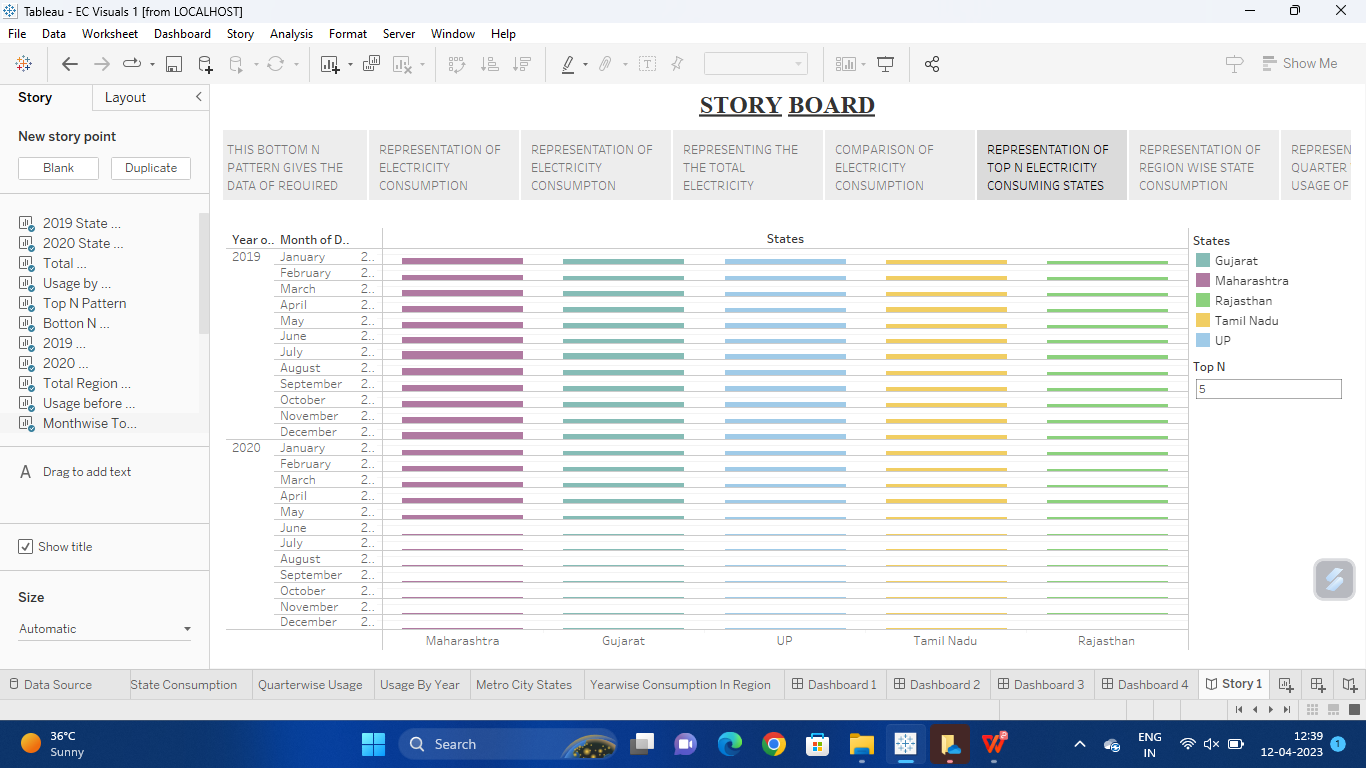 Tableau - EC Visuals 1 [from LOCALHOST]
File Data Worksheet Dashboard Story Analysis Format Server Window Help
Show Me
Story Layout
New story point
Blank Duplicate
2019 State ...
2020 State ...
Total ...
Usage by ...
Top N Pattern
Botton N ...
2019 ...
2020 ...
Total Region ...
Usage before ...
Monthwise To...
A Drag to add text
Show title
Size
Automatic
STORY BOARD
THIS BOTTOM N
PATTERN GIVES THE
DATA OF REQUIRED
REPRESENTATION OF
ELECTRICITY
CONSUMPTION
REPRESENTATION OF
ELECTRICITY
CONSUMPTON
REPRESENTING THE
THE TOTAL
ELECTRICITY
COMPARISON OF
ELECTRICITY
CONSUMPTION
REPRESENTATION OF
TOP N ELECTRICITY
CONSUMING STATES
REPRESENTATION OF
REGION WISE STATE
CONSUMPTION
REPRESEN
QUARTER
USAGE OF
Year o.. Month of D.. States
2019 January 2..
February 2..
March 2..
April 2..
May 2..
June 2..
July 2..
August 2..
September 2..
October 2..
November 2..
December 2..
2020 January 2..
February 2..
March 2..
April 2..
May 2..
June 2..
July 2..
August 2..
September 2..
October 2..
November 2..
December 2..
Maharashtra Gujarat UP Tamil Nadu Rajasthan
States
Gujarat
Maharashtra
Rajasthan
Tamil Nadu
UP
Top N
5
Data Source State Consumption Quarterwise Usage Usage By Year Metro City States Yearwise Consumption In Region Dashboard 1 Dashboard 2 Dashboard 3 Dashboard 4 Story 1
36°C
Sunny
Search
ENG
IN
12:39
12-04-2023
1